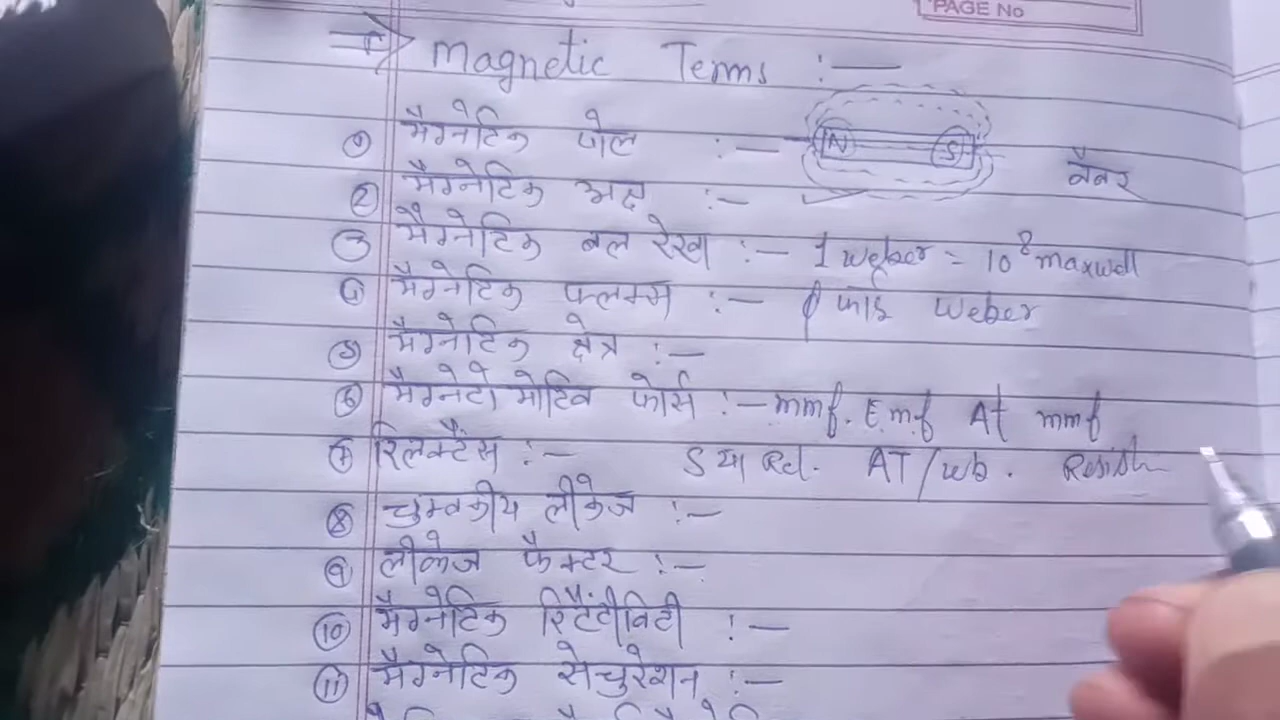 PAGE No
Magnetic Terms :—
① मैग्नेटिक पोल :— N S
वैबर
② मैग्नेटिक अक्ष :—
③ मैग्नेटिक बल रेखा :— 1 weber = 10⁸ maxwell
④ मैग्नेटिक फ्लक्स :— ϕ फाई Weber
⑤ मैग्नेटिक क्षेत्र :—
⑥ मैग्नेटो मोटिव फोर्स :— mmf. E.m.f At mmf
⑦ रिलक्टैंस :— S या Rel. AT/wb.
⑧ चुम्बकीय लीकेज :—
⑨ लीकेज फैक्टर :—
⑩ मैग्नेटिक रिटैंटीविटी :—
⑪ मैग्नेटिक सेचुरेशन :—